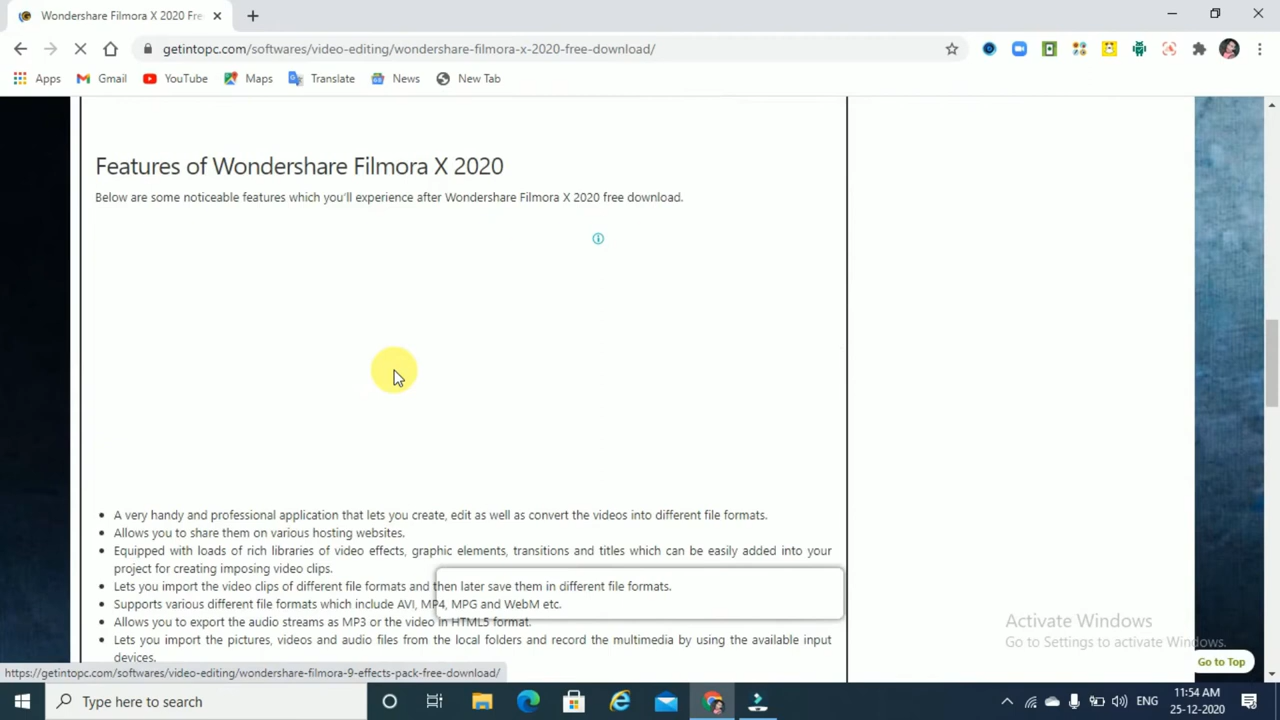 Wondershare Filmora X 2020 Fre
getintopc.com/softwares/video-editing/wondershare-filmora-x-2020-free-download/
Apps Gmail YouTube Maps Translate News New Tab
Features of Wondershare Filmora X 2020
Below are some noticeable features which you'll experience after Wondershare Filmora X 2020 free download.
A very handy and professional application that lets you create, edit as well as convert the videos into different file formats.
Allows you to share them on various hosting websites.
Equipped with loads of rich libraries of video effects, graphic elements, transitions and titles which can be easily added into your
project for creating imposing video clips.
Lets you import the video clips of different file formats and then later save them in different file formats.
Supports various different file formats which include AVI, MP4, MPG and WebM etc.
Allows you to export the audio streams as MP3 or the video in HTML5 format.
Lets you import the pictures, videos and audio files from the local folders and record the multimedia by using the available input
devices.
Activate Windows
Go to Settings to activate Windows.
Go to Top
https://getintopc.com/softwares/video-editing/wondershare-filmora-9-effects-pack-free-download/
Type here to search
ENG
11:54 AM
25-12-2020